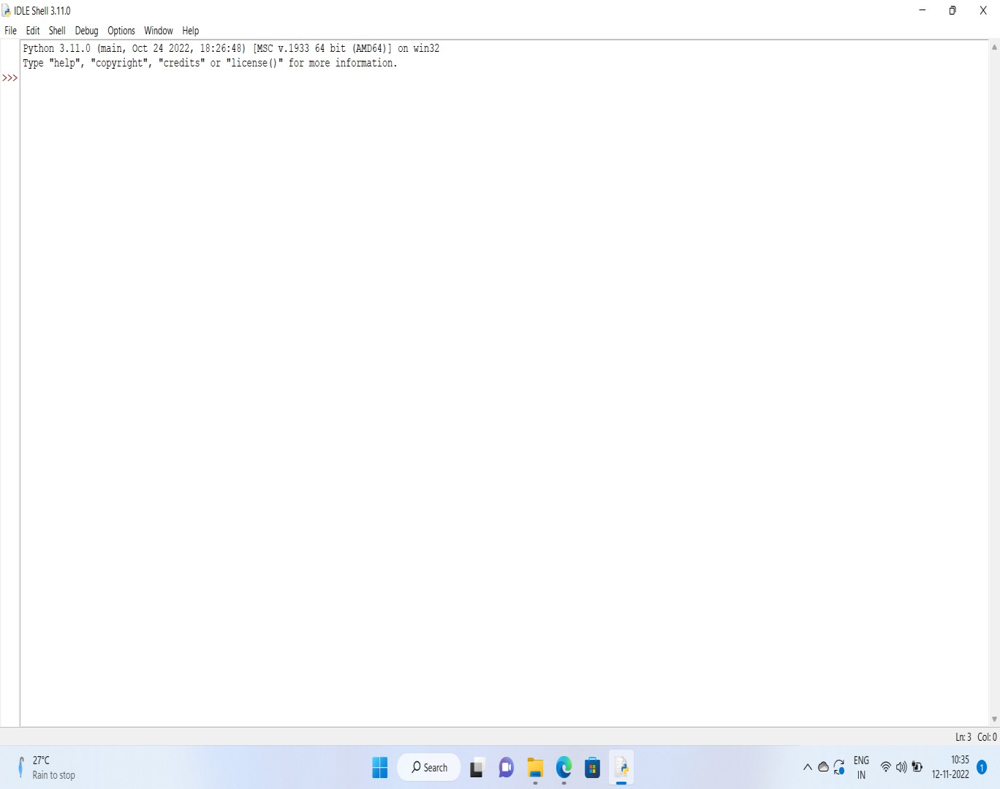 IDLE Shell 3.11.0
File Edit Shell Debug Options Window Help
Python 3.11.0 (main, Oct 24 2022, 18:26:48) [MSC v.1933 64 bit (AMD64)] on win32
Type "help", "copyright", "credits" or "license()" for more information.
>>>
Ln: 3 Col: 0
27°C
Rain to stop
Search
ENG
IN
10:35
12-11-2022
1